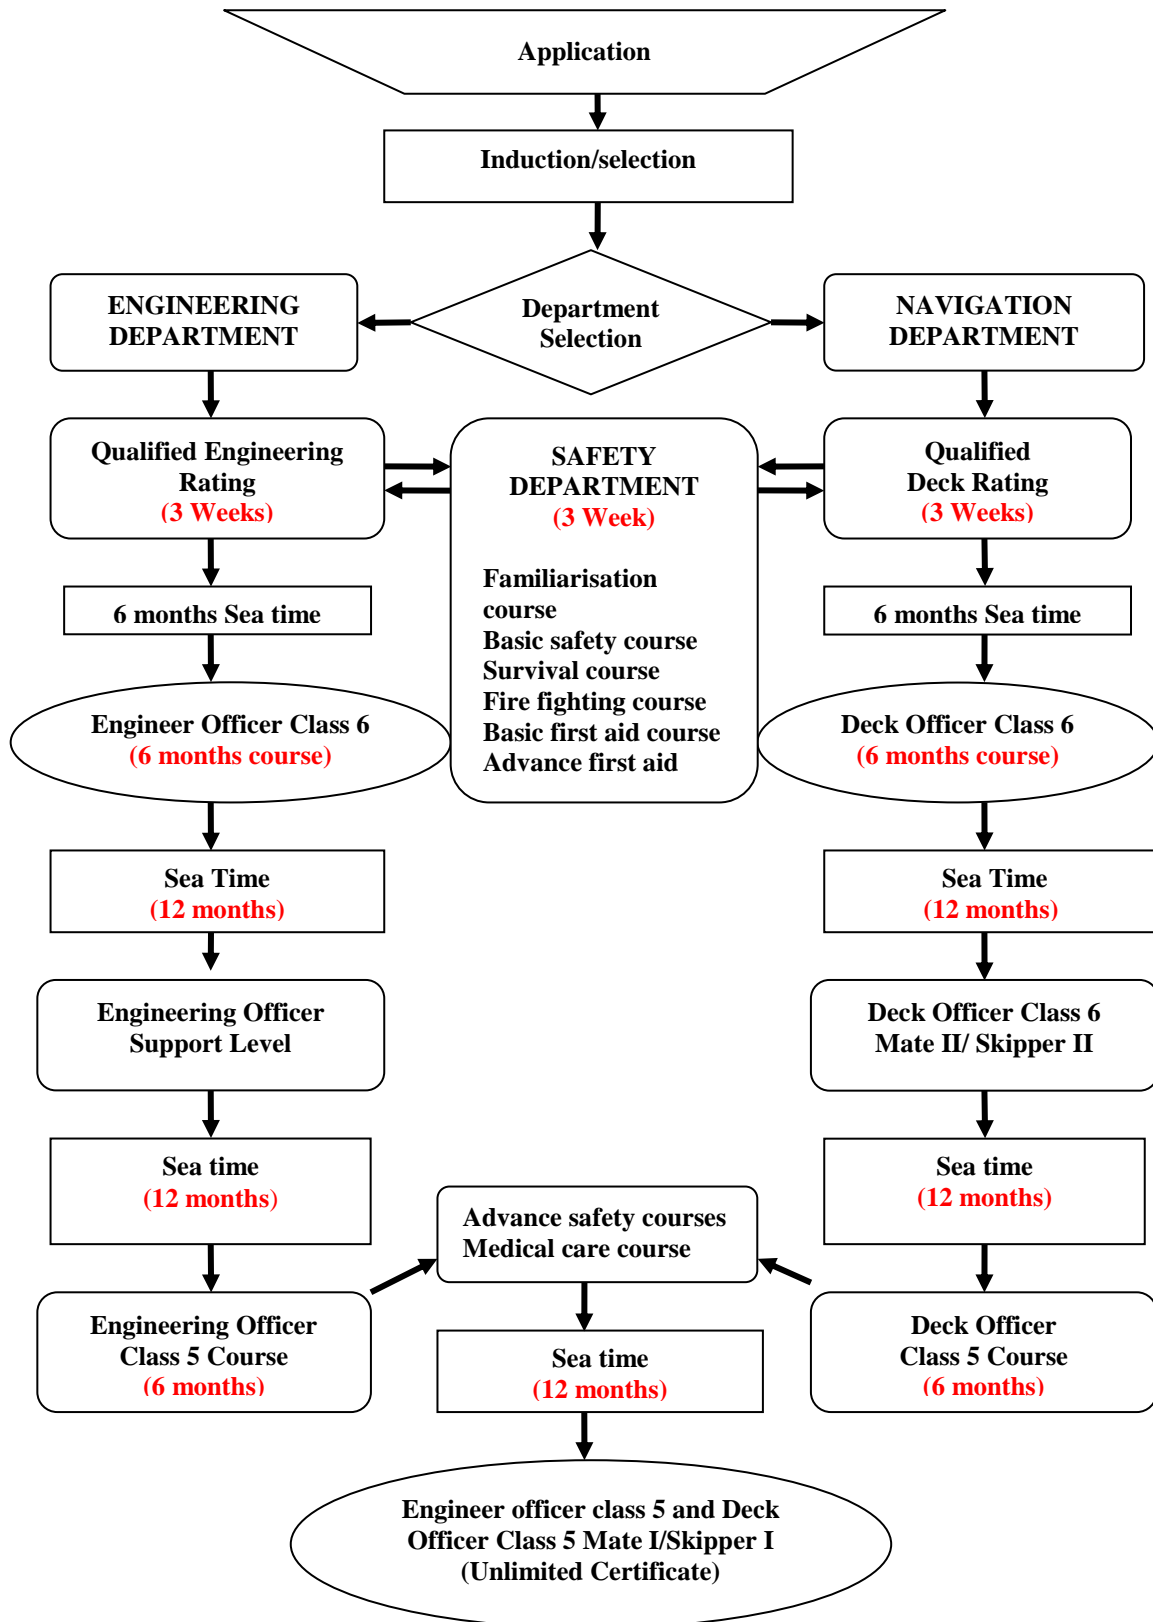 Application
Induction/selection
Department
Selection
ENGINEERING
DEPARTMENT
NAVIGATION
DEPARTMENT
Qualified Engineering
Rating
(3 Weeks)
SAFETY
DEPARTMENT
(3 Week)
Familiarisation
course
Basic safety course
Survival course
Fire fighting course
Basic first aid course
Advance first aid
Qualified
Deck Rating
(3 Weeks)
6 months Sea time
6 months Sea time
Engineer Officer Class 6
(6 months course)
Deck Officer Class 6
(6 months course)
Sea Time
(12 months)
Sea Time
(12 months)
Engineering Officer
Support Level
Deck Officer Class 6
Mate II/ Skipper II
Sea time
(12 months)
Sea time
(12 months)
Advance safety courses
Medical care course
Engineering Officer
Class 5 Course
(6 months)
Sea time
(12 months)
Deck Officer
Class 5 Course
(6 months)
Engineer officer class 5 and Deck
Officer Class 5 Mate I/Skipper I
(Unlimited Certificate)